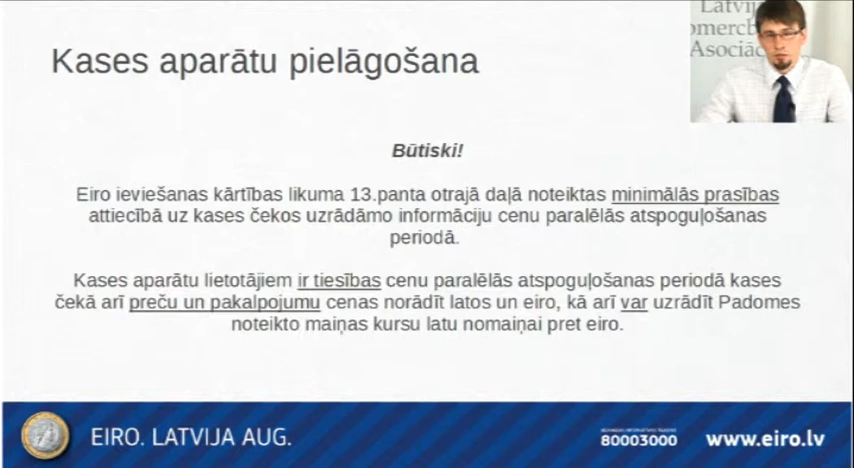 Kases aparātu pielāgošana
Latvij
omercb
Asociāc
Būtiski!
Eiro ieviešanas kārtības likuma 13.panta otrajā daļā noteiktas minimālās prasības
attiecībā uz kases čekos uzrādāmo informāciju cenu paralēlās atspoguļošanas
periodā.
Kases aparātu lietotājiem ir tiesības cenu paralēlās atspoguļošanas periodā kases
čekā arī preču un pakalpojumu cenas norādīt latos un eiro, kā arī var uzrādīt Padomes
noteikto maiņas kursu latu nomaiņai pret eiro.
EIRO. LATVIJA AUG.
80003000
www.eiro.lv